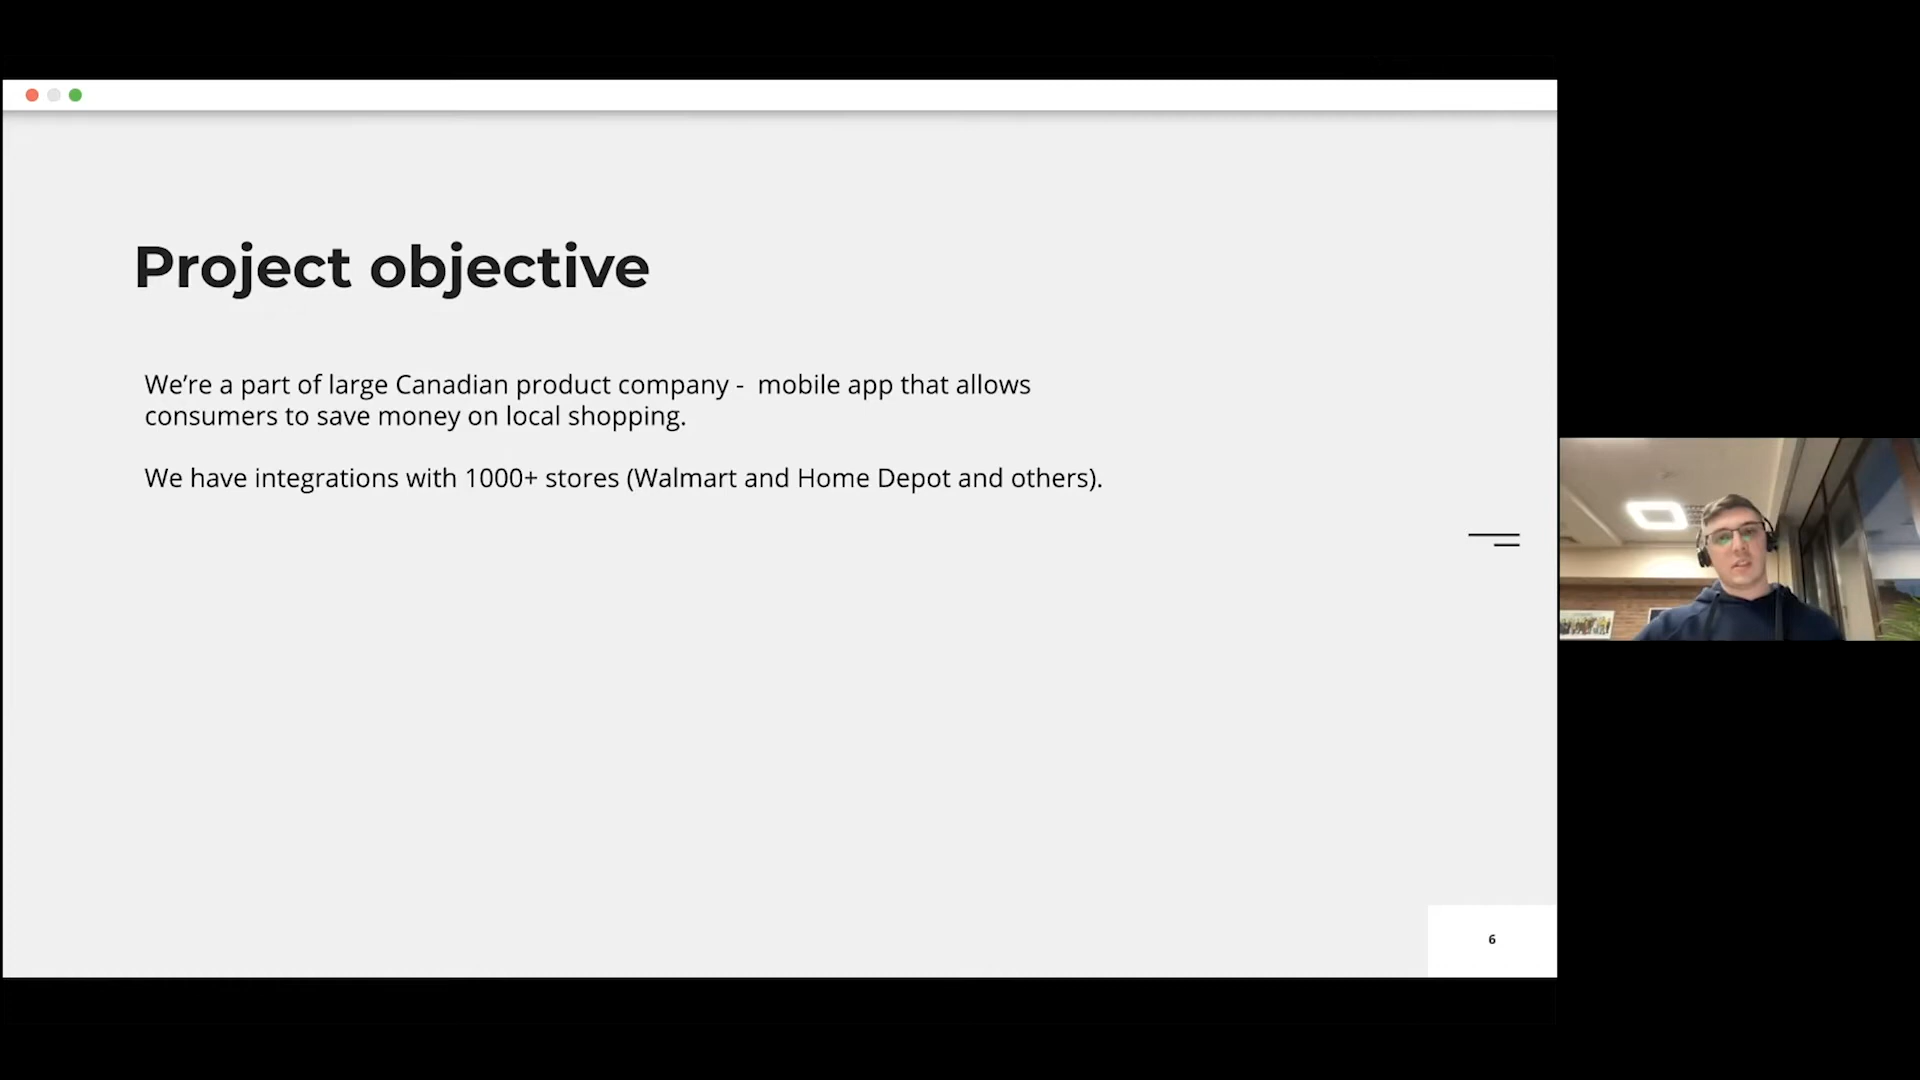 Project objective
We’re a part of large Canadian product company -  mobile app that allows
consumers to save money on local shopping.
We have integrations with 1000+ stores (Walmart and Home Depot and others).
6